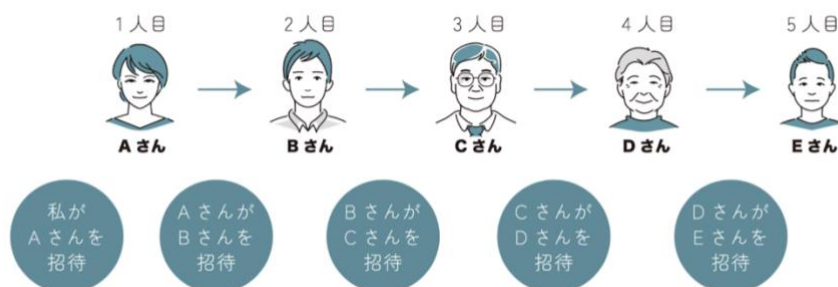 1人目
2人目
3人目
4人目
5人目
Aさん
Bさん
Cさん
Dさん
Eさん
私が
Aさんを
招待
Aさんが
Bさんを
招待
Bさんが
Cさんを
招待
Cさんが
Dさんを
招待
Dさんが
Eさんを
招待